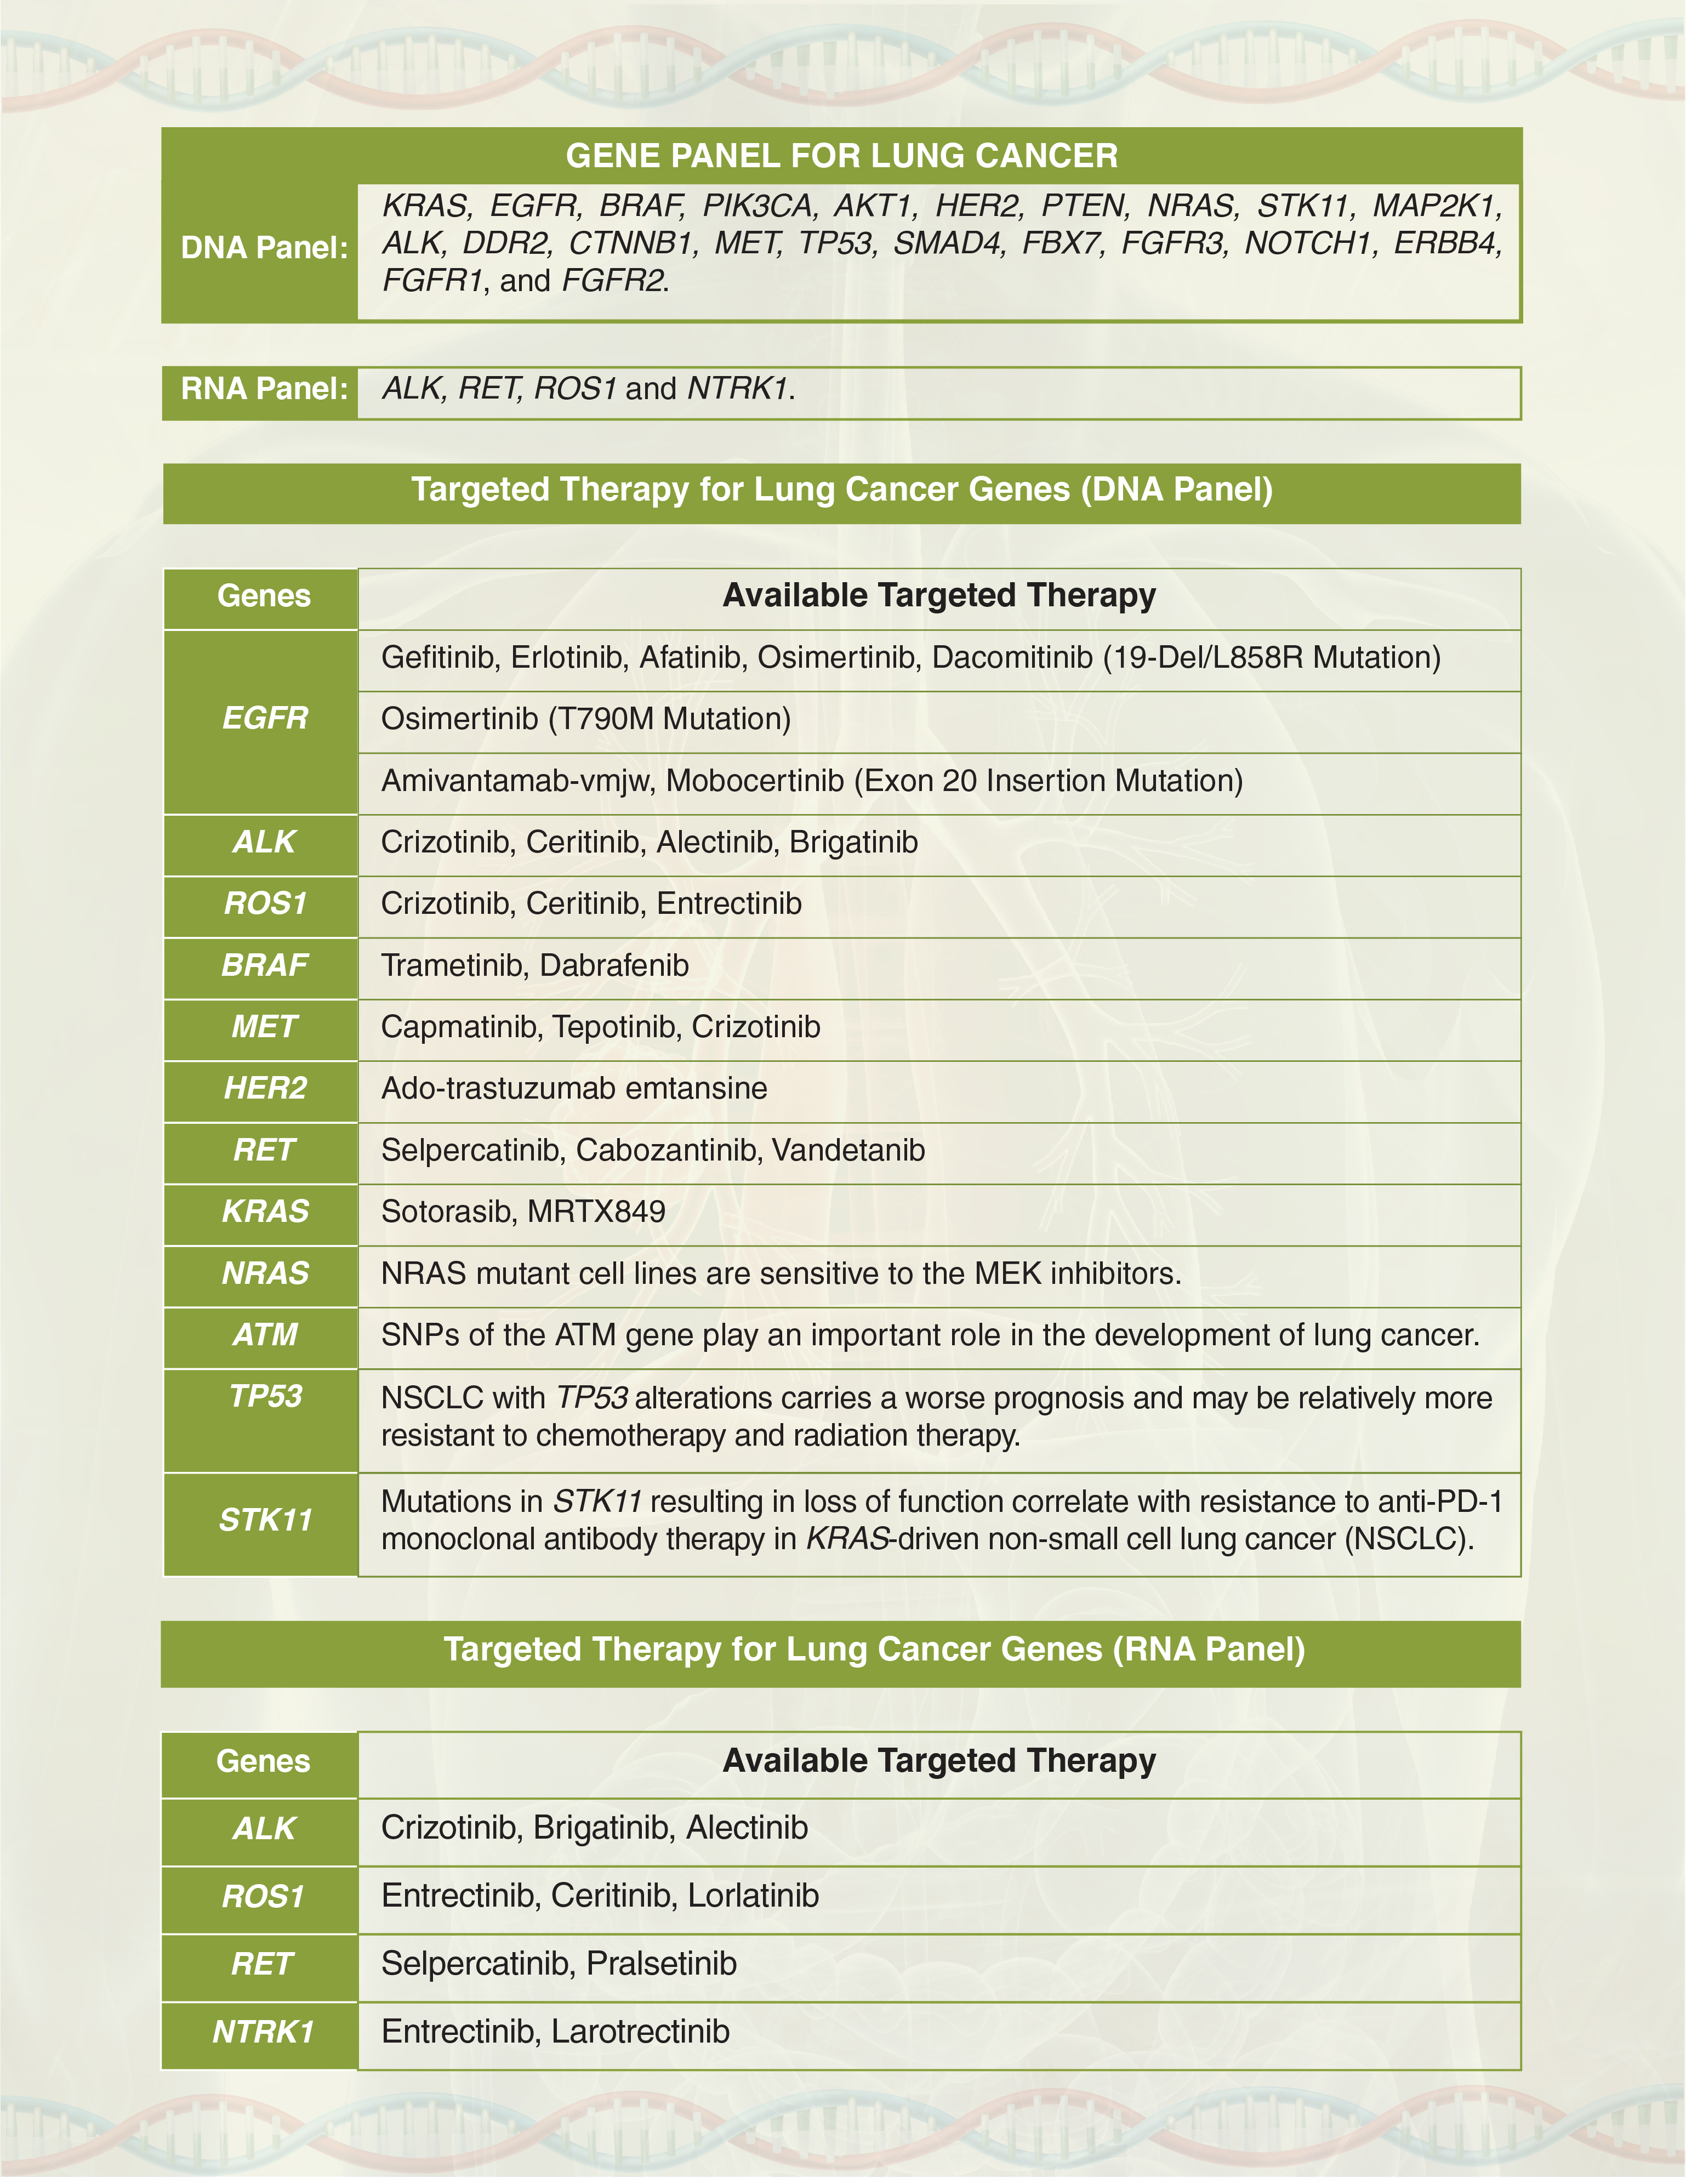 GENE PANEL FOR LUNG CANCER
DNA Panel:
KRAS, EGFR, BRAF, PIK3CA, AKT1, HER2, PTEN, NRAS, STK11, MAP2K1,
ALK, DDR2, CTNNB1, MET, TP53, SMAD4, FBX7, FGFR3, NOTCH1, ERBB4,
FGFR1, and FGFR2.
RNA Panel:
ALK, RET, ROS1 and NTRK1.
Targeted Therapy for Lung Cancer Genes (DNA Panel)
Genes
Available Targeted Therapy
EGFR
Gefitinib, Erlotinib, Afatinib, Osimertinib, Dacomitinib (19-Del/L858R Mutation)
Osimertinib (T790M Mutation)
Amivantamab-vmjw, Mobocertinib (Exon 20 Insertion Mutation)
ALK
Crizotinib, Ceritinib, Alectinib, Brigatinib
ROS1
Crizotinib, Ceritinib, Entrectinib
BRAF
Trametinib, Dabrafenib
MET
Capmatinib, Tepotinib, Crizotinib
HER2
Ado-trastuzumab emtansine
RET
Selpercatinib, Cabozantinib, Vandetanib
KRAS
Sotorasib, MRTX849
NRAS
NRAS mutant cell lines are sensitive to the MEK inhibitors.
ATM
SNPs of the ATM gene play an important role in the development of lung cancer.
TP53
NSCLC with TP53 alterations carries a worse prognosis and may be relatively more
resistant to chemotherapy and radiation therapy.
STK11
Mutations in STK11 resulting in loss of function correlate with resistance to anti-PD-1
monoclonal antibody therapy in KRAS-driven non-small cell lung cancer (NSCLC).
Targeted Therapy for Lung Cancer Genes (RNA Panel)
Genes
Available Targeted Therapy
ALK
Crizotinib, Brigatinib, Alectinib
ROS1
Entrectinib, Ceritinib, Lorlatinib
RET
Selpercatinib, Pralsetinib
NTRK1
Entrectinib, Larotrectinib